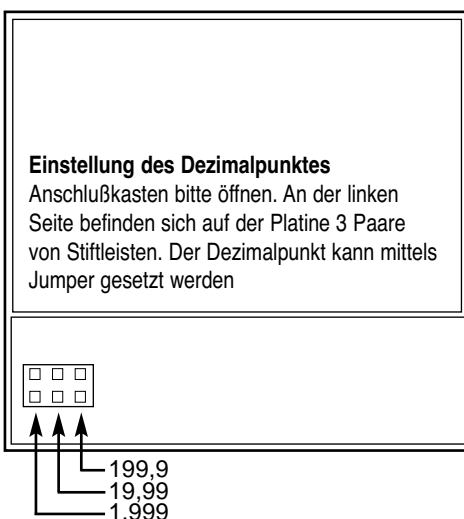 Einstellung des Dezimalpunktes
Anschlußkasten bitte öffnen. An der linken
Seite befinden sich auf der Platine 3 Paare
von Stiftleisten. Der Dezimalpunkt kann mittels
Jumper gesetzt werden
199,9
19,99
1,999